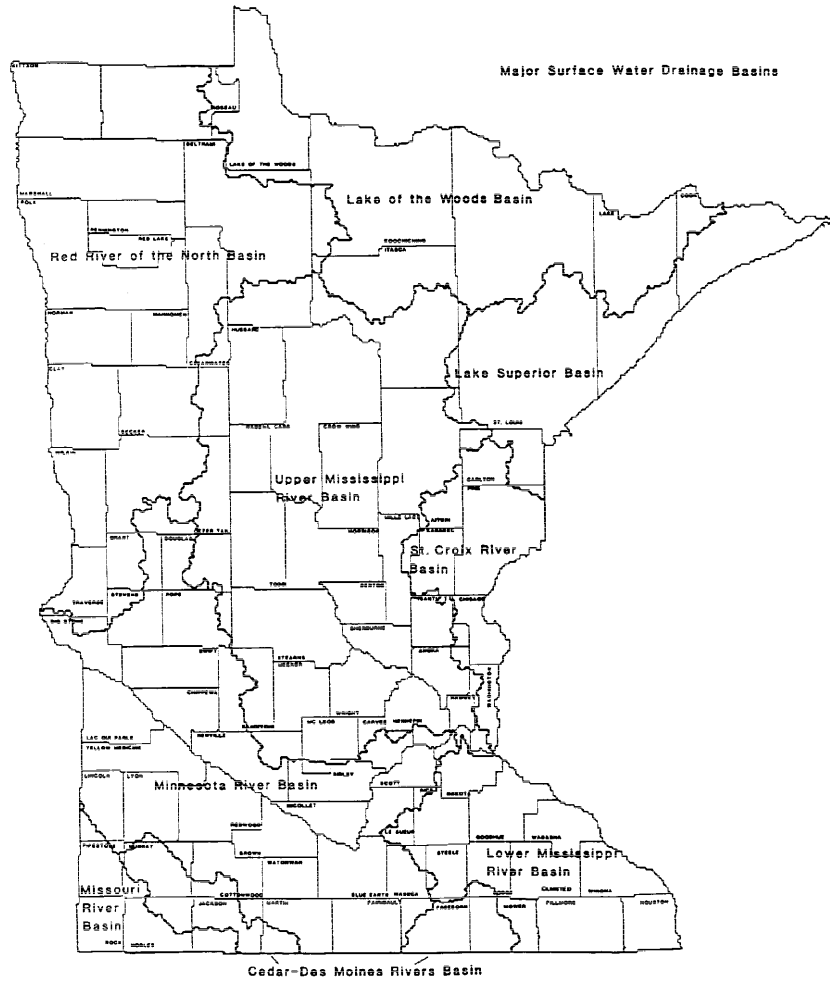 Major Surface Water Drainage Basins
KITTSON
ROSEAU
BELTRAMI
LAKE OF THE WOODS
MARSHALL
POLK
Lake of the Woods Basin
LAKE
COOK
PENNINGTON
RED LAKE
KOOCHICHING
ITASCA
Red River of the North Basin
NORMAN
MAHNOMEN
HUBBARD
CLAY
CLEARWATER
Lake Superior Basin
BECKER
CROW WING
ST. LOUIS
WILKIN
CARLTON
PINE
Upper Mississippi
River Basin
MILLE LACS
AITKIN
KANABEC
GRANT
DOUGLAS
OTTER TAIL
MORRISON
St. Croix River
Basin
STEVENS
POPE
TODD
BENTON
TRAVERSE
ISANTI
CHISAGO
BIG STONE
SHERBURNE
SWIFT
STEARNS
MEEKER
ANOKA
WASHINGTON
CHIPPEWA
RAMSEY
WRIGHT
LAC QUI PARLE
YELLOW MEDICINE
RENVILLE
KANDIYOHI
MC LEOD
CARVER
HENNEPIN
LINCOLN
LYON
SIBLEY
SCOTT
Minnesota River Basin
RICE
DAKOTA
NICOLLET
REDWOOD
LE SUEUR
GOODHUE
WABASHA
PIPESTONE
MURRAY
BROWN
WATONWAN
STEELE
Lower Mississippi
River Basin
Missouri
River
Basin
COTTONWOOD
BLUE EARTH
WASECA
DODGE
OLMSTED
WINONA
JACKSON
MARTIN
FARIBAULT
FREEBORN
MOWER
FILLMORE
HOUSTON
ROCK
NOBLES
Cedar-Des Moines Rivers Basin